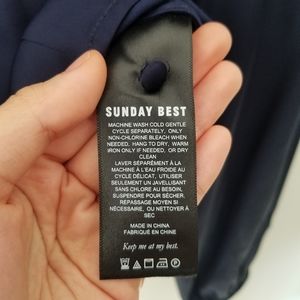 SUNDAY BEST
MACHINE WASH COLD GENTLE
CYCLE SEPARATELY, ONLY
NON-CHLORINE BLEACH WHEN
NEEDED, HANG TO DRY, WARM
IRON ONLY IF NEEDED, OR DRY
CLEAN
LAVER SÉPARÉMENT À LA
MACHINE À L'EAU FROIDE AU
CYCLE DÉLICAT, UTILISER
SEULEMENT UN JAVELLISANT
SANS CHLORE AU BESOIN,
SUSPENDRE POUR SÉCHER,
REPASSAGE MOYEN SI
NÉCESSAIRE, OU NETTOYER À
SEC
MADE IN CHINA
FABRIQUÉ EN CHINE
Keep me at my best.